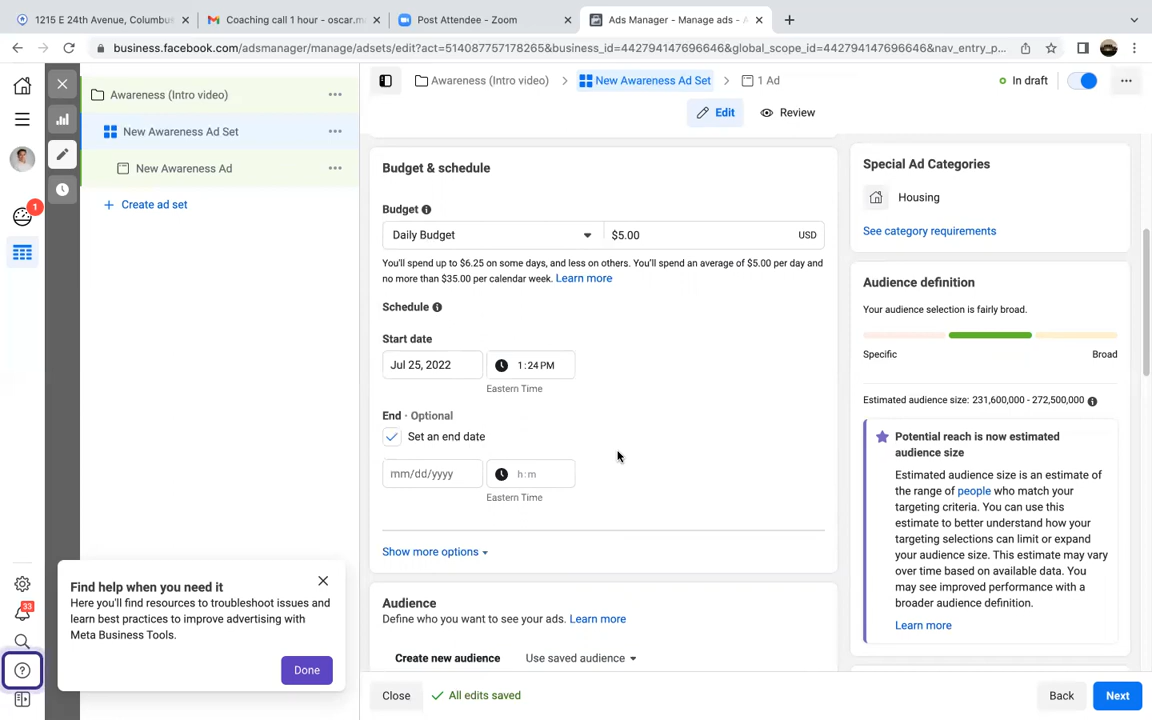 1215 E 24th Avenue, Columbu
Coaching call 1 hour - oscar.m
Post Attendee - Zoom
Ads Manager - Manage ads - A
business.facebook.com/adsmanager/manage/adsets/edit?act=514087757178265&business_id=442794147696646&global_scope_id=442794147696646&nav_entry_p...
Awareness (Intro video)
New Awareness Ad Set
New Awareness Ad
Create ad set
Awareness (Intro video)
New Awareness Ad Set
1 Ad
In draft
Edit
Review
Budget & schedule
Budget
Daily Budget
$5.00
USD
You'll spend up to $6.25 on some days, and less on others. You'll spend an average of $5.00 per day and
no more than $35.00 per calendar week. Learn more
Schedule
Start date
Jul 25, 2022
1:24 PM
Eastern Time
End · Optional
Set an end date
mm/dd/yyyy
h:m
Eastern Time
Show more options
Audience
Define who you want to see your ads. Learn more
Create new audience
Use saved audience
Special Ad Categories
Housing
See category requirements
Audience definition
Your audience selection is fairly broad.
Specific
Broad
Estimated audience size: 231,600,000 - 272,500,000
Potential reach is now estimated
audience size
Estimated audience size is an estimate of
the range of people who match your
targeting criteria. You can use this
estimate to better understand how your
targeting selections can limit or expand
your audience size. This estimate may vary
over time based on available data. You
may see improved performance with a
broader audience definition.
Learn more
1
33
Find help when you need it
Here you'll find resources to troubleshoot issues and
learn best practices to improve advertising with
Meta Business Tools.
Done
Close
All edits saved
Back
Next